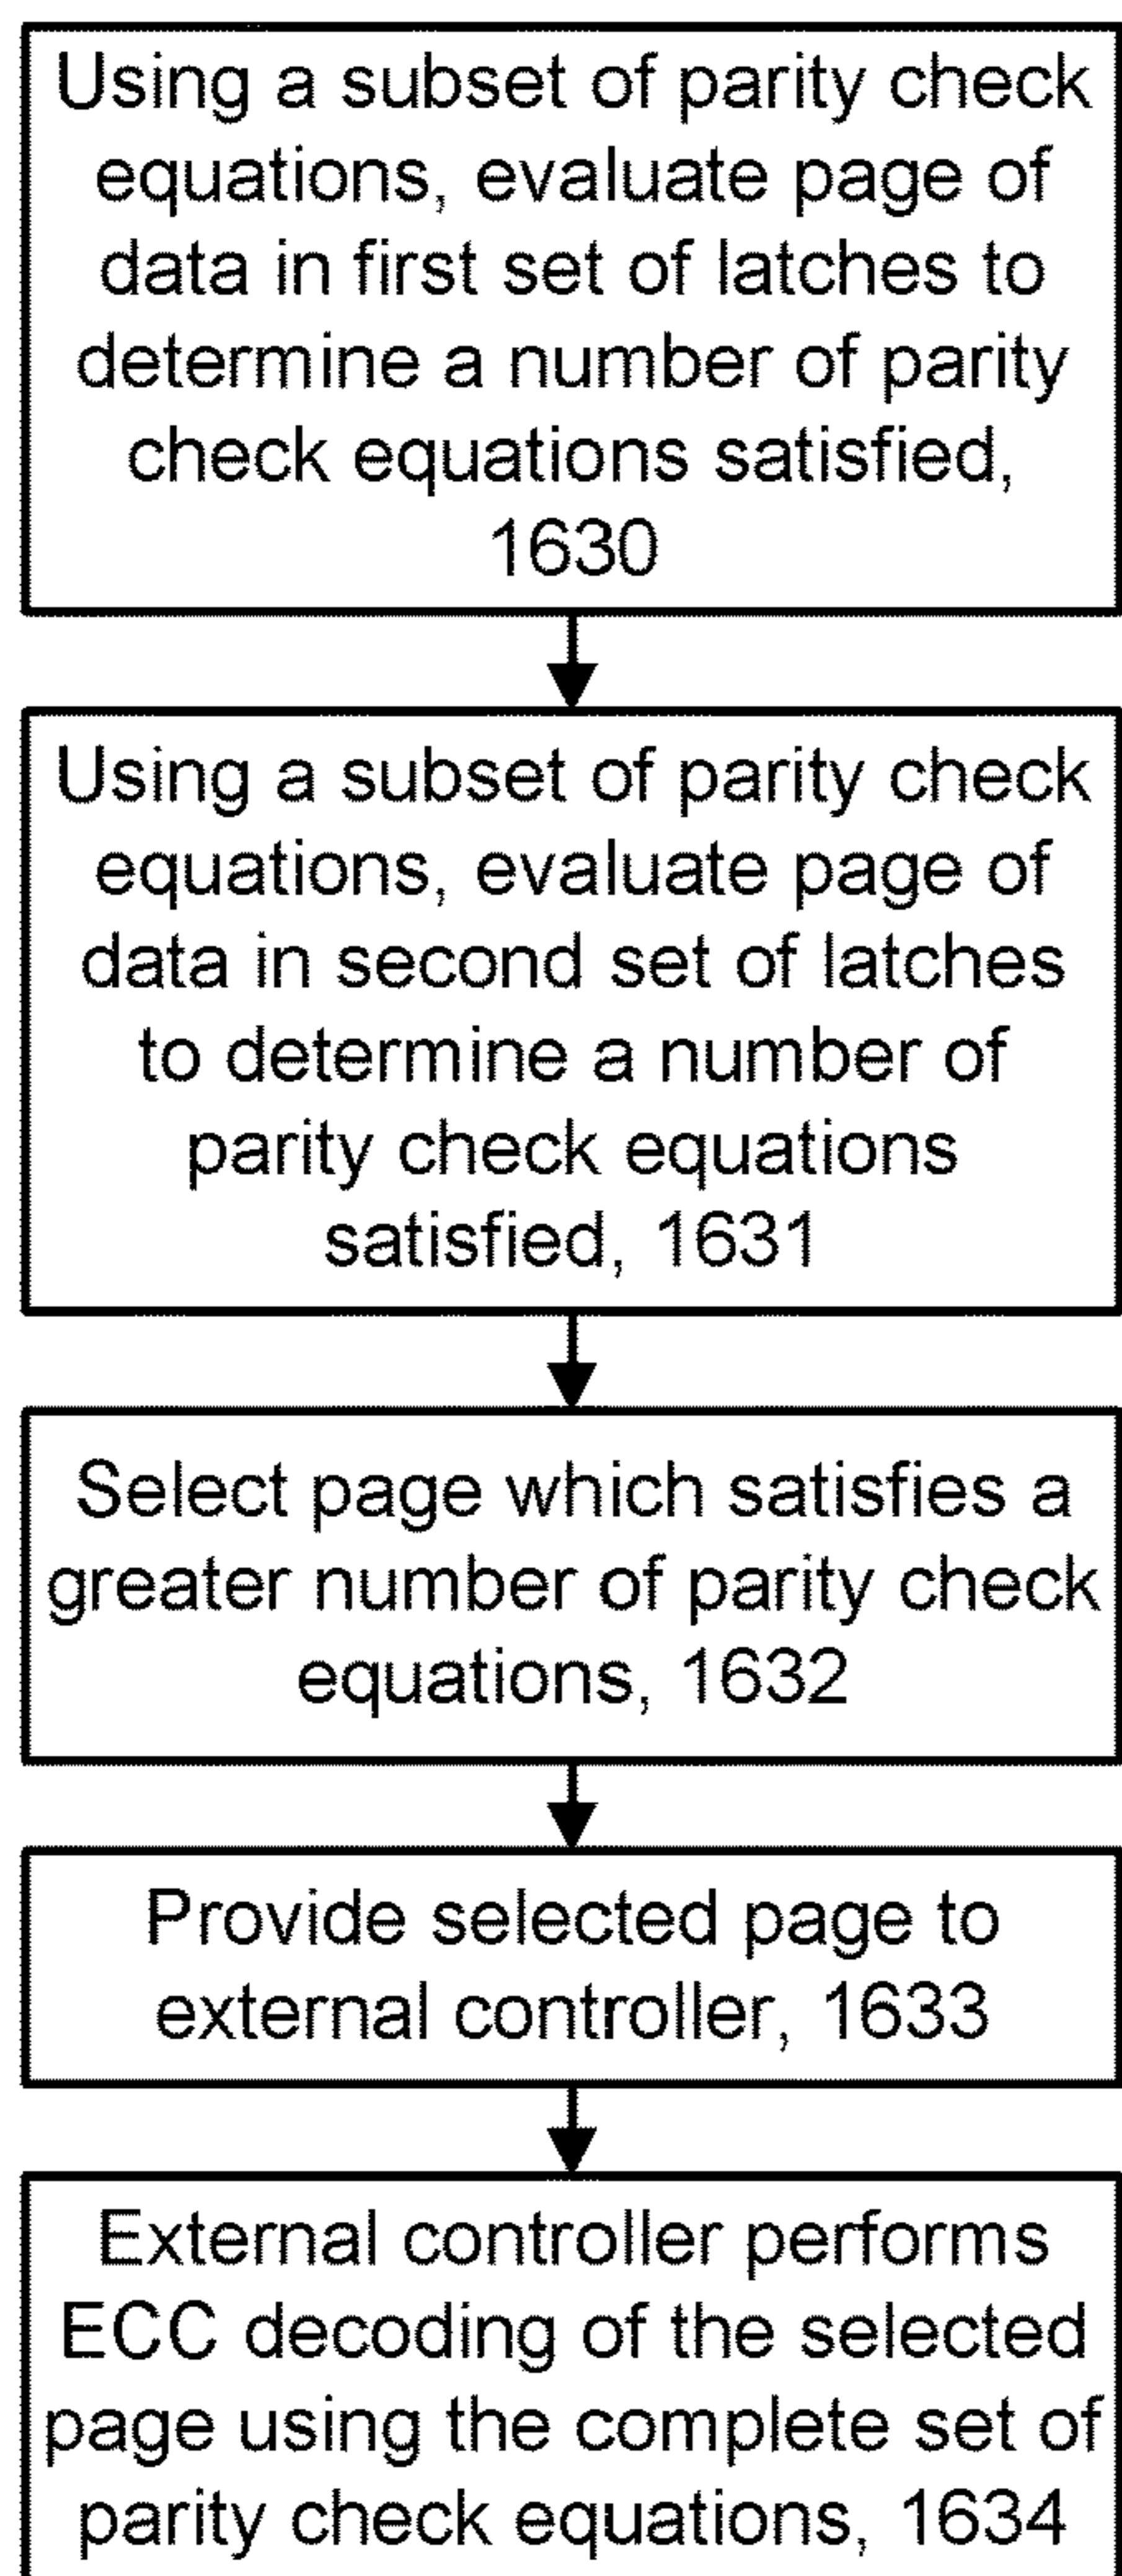 Using a subset of parity check
equations, evaluate page of
data in first set of latches to
determine a number of parity
check equations satisfied,
1630
Using a subset of parity check
equations, evaluate page of
data in second set of latches
to determine a number of
parity check equations
satisfied, 1631
Select page which satisfies a
greater number of parity check
equations, 1632
Provide selected page to
external controller, 1633
External controller performs
ECC decoding of the selected
page using the complete set of
parity check equations, 1634